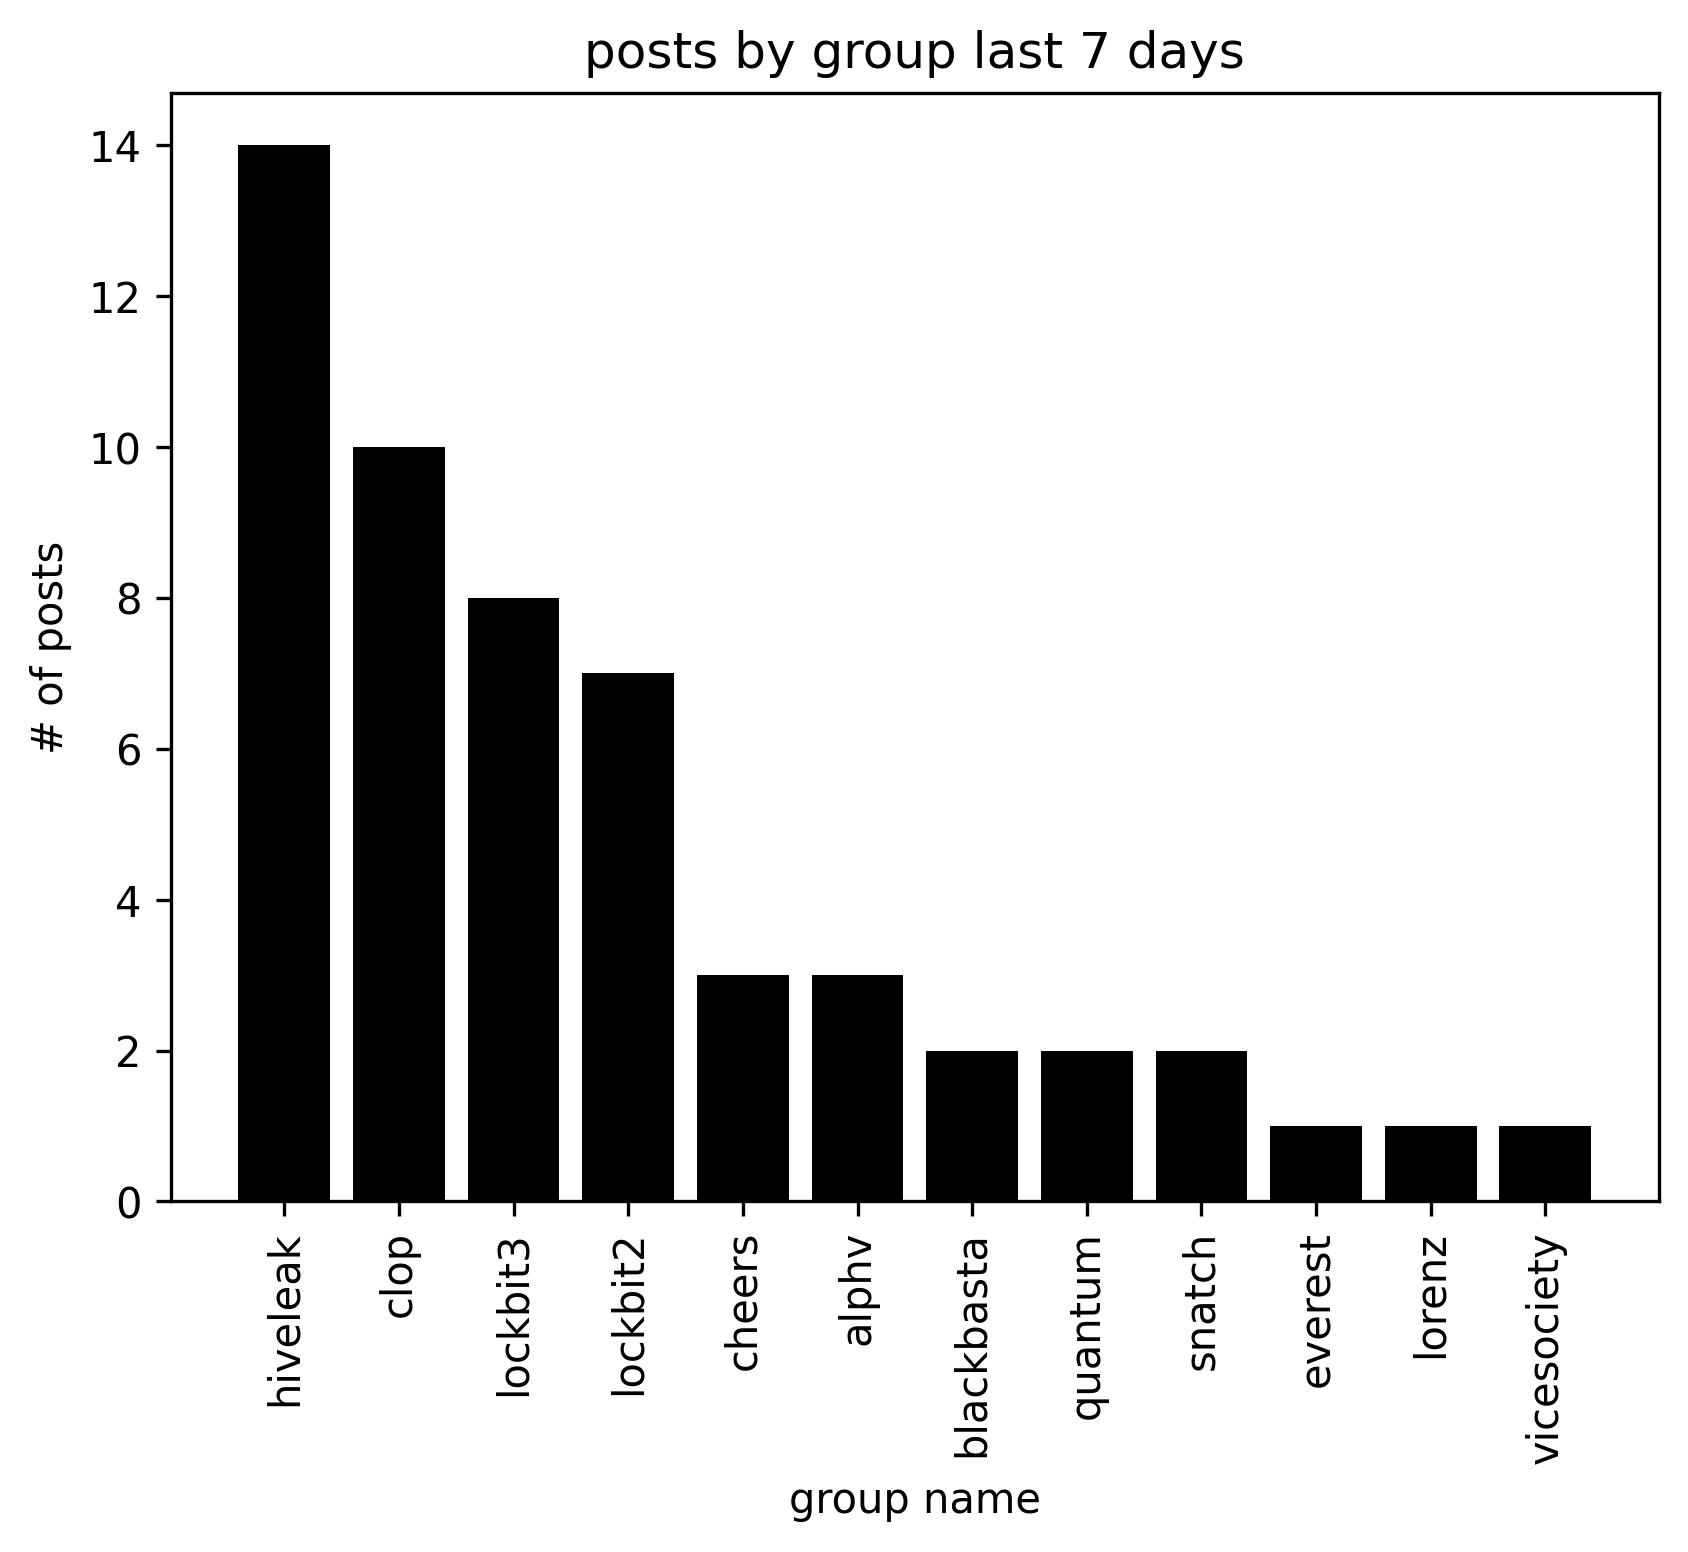 posts by group last 7 days
# of posts
14
12
10
8
6
4
2
0
hiveleak
clop
lockbit3
lockbit2
cheers
alphv
blackbasta
quantum
snatch
everest
lorenz
vicesociety
group name